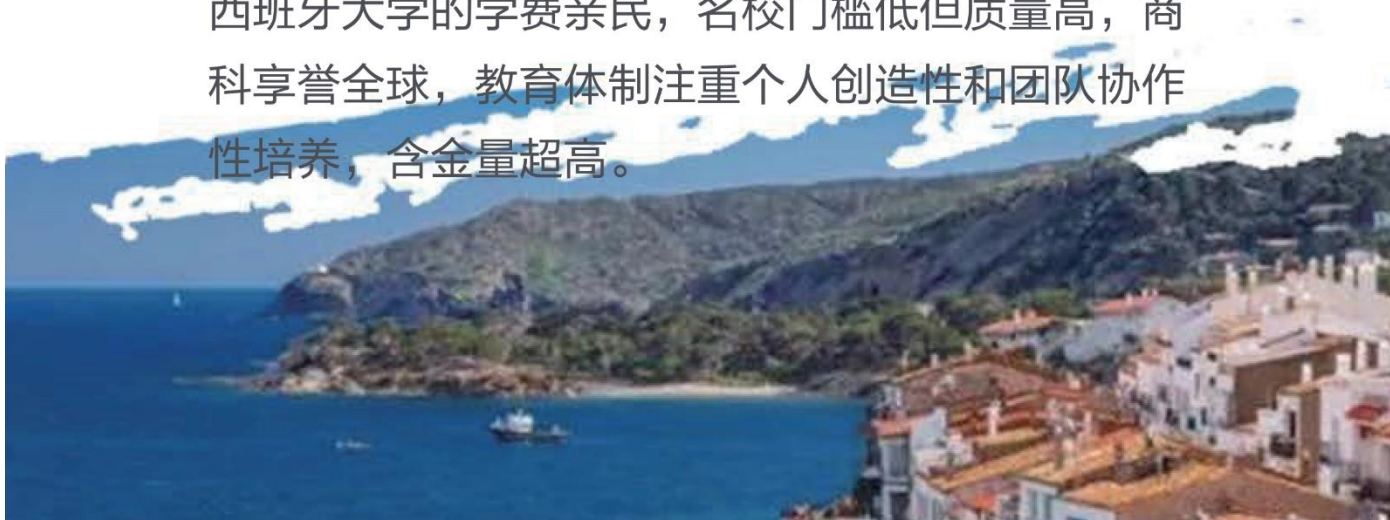 西班牙大学的学费亲民，名校门槛低但质量高，商
科享誉全球，教育体制注重个人创造性和团队协作
性培养，含金量超高。